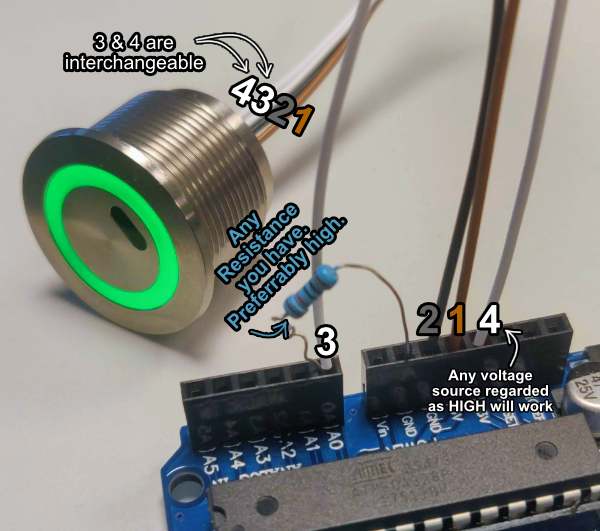 3 & 4 are
interchangeable
4321
Any
Resistance
you have.
Preferrably high.
3
2 1 4
Any voltage
source regarded
as HIGH will work
A5 A4 A3 A2 A1 A0
Vin GND GND 5V
ATMEL
25V